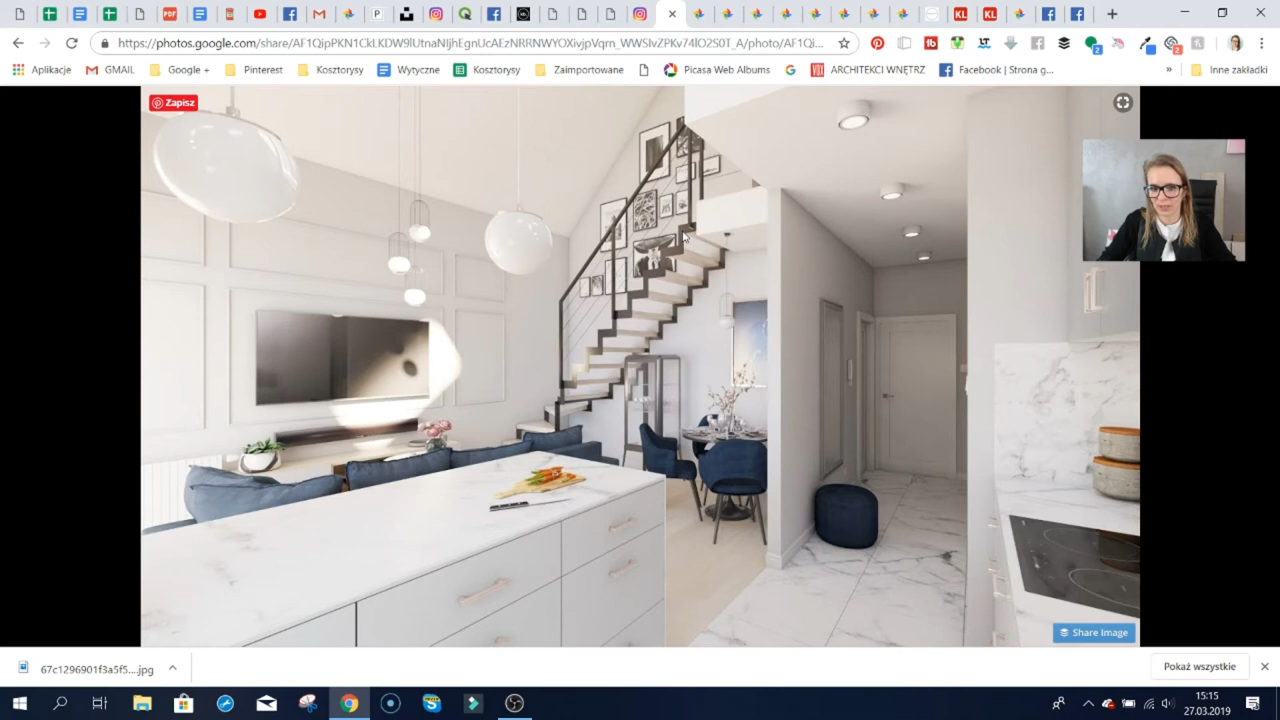 https://photos.google.com/share/AF1QipPKN1CkLKOW9lUtnaNIjhEgnUcAEzNRRNWYOXivjpVqrn_WWSlvZPKv74lO2S0T_A/photo/AF1Qi...
Aplikacje GMAIL Google + Pinterest Kosztorysy Wytyczne Kosztorysy Zaimportowane Picasa Web Albums ARCHITEKCI WNĘTRZ Facebook | Strona g... » Inne zakładki
Zapisz
Share Image
67c1296901f3a5f5....jpg
Pokaż wszystkie
15:15
27.03.2019